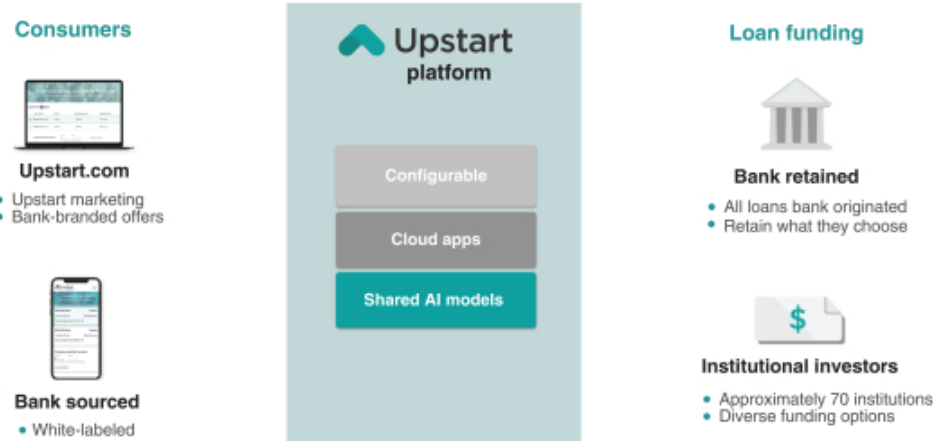 Consumers
Upstart.com
Upstart marketing
Bank-branded offers
Bank sourced
White-labeled
Upstart
platform
Configurable
Cloud apps
Shared AI models
Loan funding
Bank retained
All loans bank originated
Retain what they choose
$
Institutional investors
Approximately 70 institutions
Diverse funding options